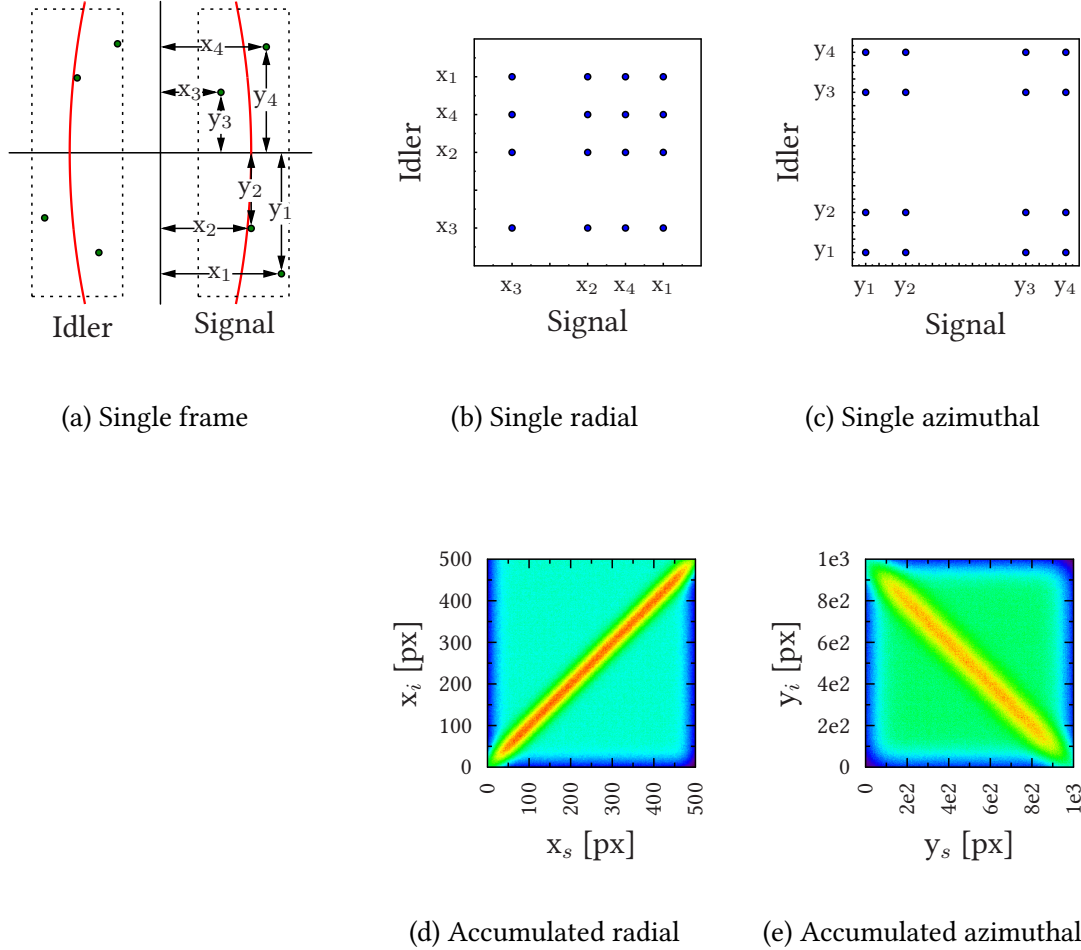 x₄
y₄
x₃
y₃
y₂
x₂
y₁
x₁
Idler
Signal
(a) Single frame
Idler
x₁
x₄
x₂
x₃
x₃ x₂ x₄ x₁
Signal
(b) Single radial
Idler
y₄
y₃
y₂
y₁
y₁ y₂ y₃ y₄
Signal
(c) Single azimuthal
xᵢ [px]
500
400
300
200
100
0
0 100 200 300 400 500
xₛ [px]
(d) Accumulated radial
yᵢ [px]
1e3
8e2
6e2
4e2
2e2
0
0 2e2 4e2 6e2 8e2 1e3
yₛ [px]
(e) Accumulated azimuthal